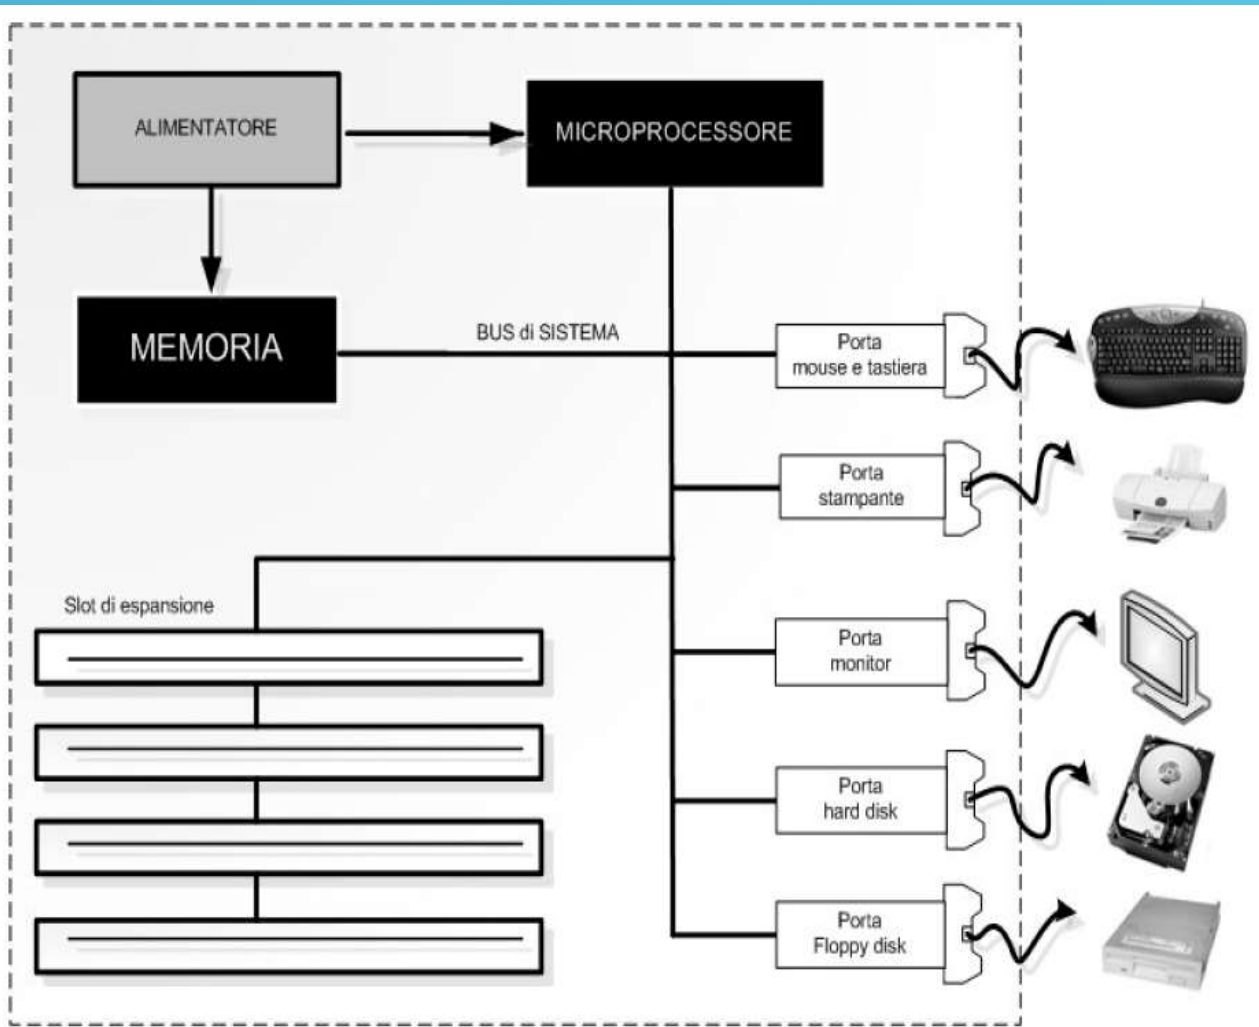 ALIMENTATORE
MICROPROCESSORE
MEMORIA
BUS di SISTEMA
Porta
mouse e tastiera
Porta
stampante
Slot di espansione
Porta
monitor
Porta
hard disk
Porta
Floppy disk